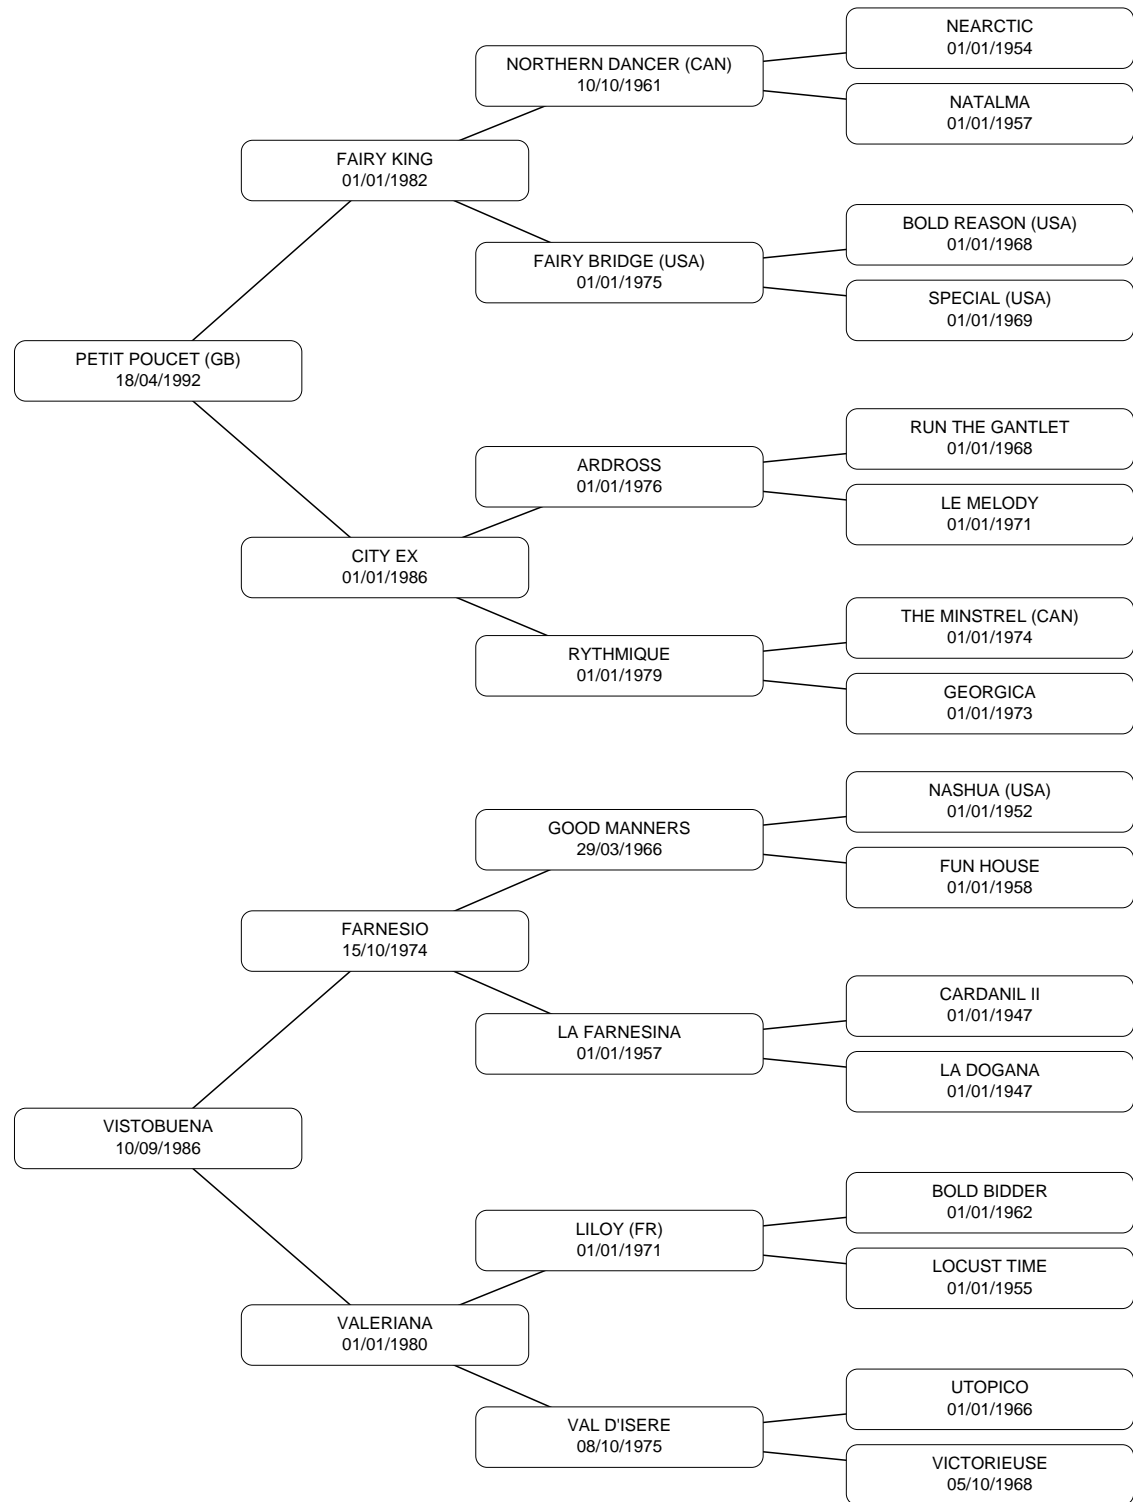 NEARCTIC
01/01/1954
NORTHERN DANCER (CAN)
10/10/1961
NATALMA
01/01/1957
FAIRY KING
01/01/1982
BOLD REASON (USA)
01/01/1968
FAIRY BRIDGE (USA)
01/01/1975
SPECIAL (USA)
01/01/1969
PETIT POUCET (GB)
18/04/1992
RUN THE GANTLET
01/01/1968
ARDROSS
01/01/1976
LE MELODY
01/01/1971
CITY EX
01/01/1986
THE MINSTREL (CAN)
01/01/1974
RYTHMIQUE
01/01/1979
GEORGICA
01/01/1973
NASHUA (USA)
01/01/1952
GOOD MANNERS
29/03/1966
FUN HOUSE
01/01/1958
FARNESIO
15/10/1974
CARDANIL II
01/01/1947
LA FARNESINA
01/01/1957
LA DOGANA
01/01/1947
VISTOBUENA
10/09/1986
BOLD BIDDER
01/01/1962
LILOY (FR)
01/01/1971
LOCUST TIME
01/01/1955
VALERIANA
01/01/1980
UTOPICO
01/01/1966
VAL D'ISERE
08/10/1975
VICTORIEUSE
05/10/1968